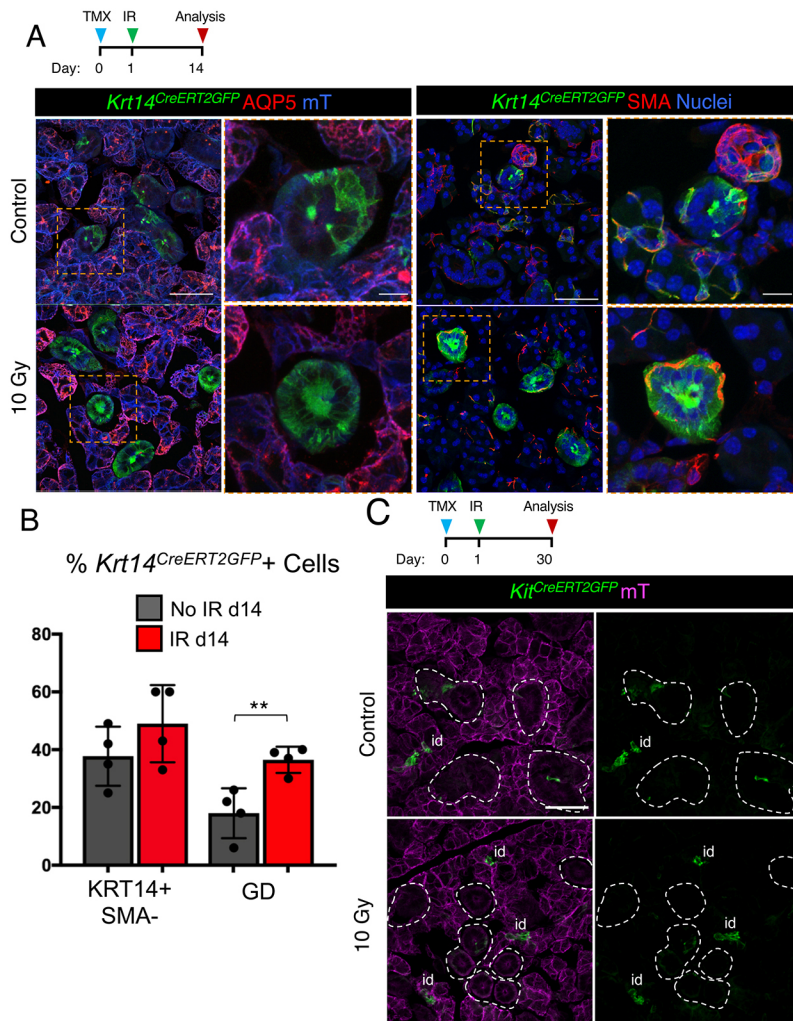 A
TMX IR Analysis
Day: 0 1 14
Krt14CreERT2GFP AQP5 mT
Krt14CreERT2GFP SMA Nuclei
Control
10 Gy
B
% Krt14CreERT2GFP+ Cells
No IR d14
IR d14
80
60
**
40
20
0
KRT14+
SMA-
GD
C
TMX IR Analysis
Day: 0 1 30
KitCreERT2GFP mT
Control
id
id
10 Gy
id
id
id
id
id
id